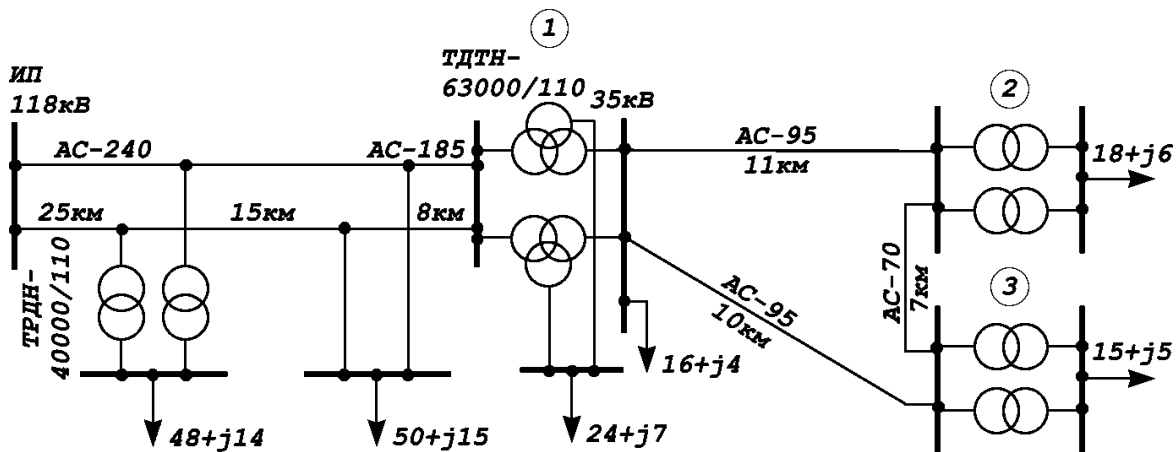 1
ИП
118кВ
ТДТН-
63000/110
35кВ
2
АС-240
АС-185
АС-95
11км
18+j6
25км
15км
8км
ТРДН-
40000/110
АС-70
7км
АС-95
10км
3
15+j5
16+j4
48+j14
50+j15
24+j7